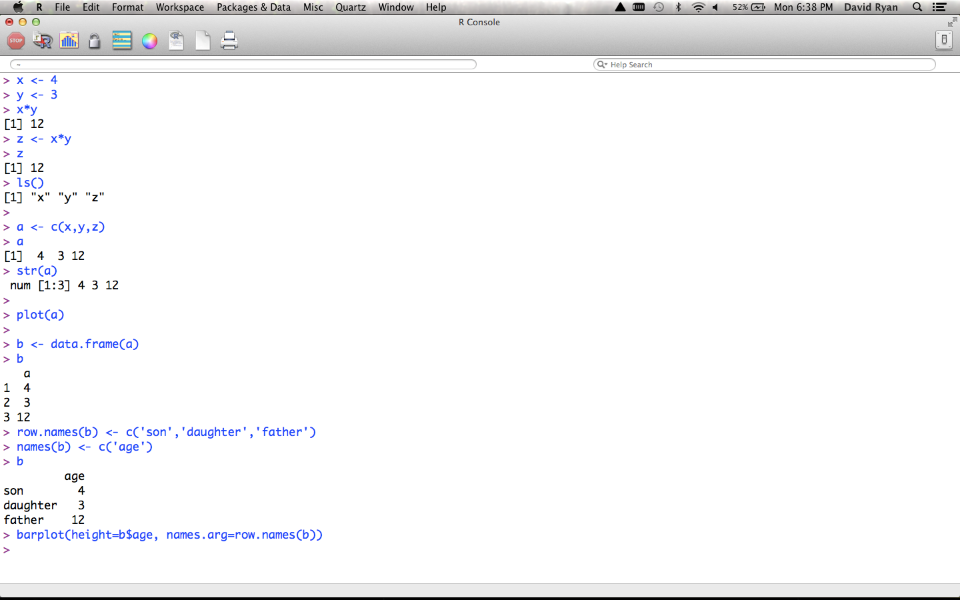 R File Edit Format Workspace Packages & Data Misc Quartz Window Help 52% Mon 6:38 PM David Ryan
R Console
STOP R
~ Help Search
> x <- 4
> y <- 3
> x*y
[1] 12
> z <- x*y
> z
[1] 12
> ls()
[1] "x" "y" "z"
>
> a <- c(x,y,z)
> a
[1]  4  3 12
> str(a)
 num [1:3] 4 3 12
>
> plot(a)
>
> b <- data.frame(a)
> b
   a
1  4
2  3
3 12
> row.names(b) <- c('son','daughter','father')
> names(b) <- c('age')
> b
         age
son        4
daughter   3
father    12
> barplot(height=b$age, names.arg=row.names(b))
>